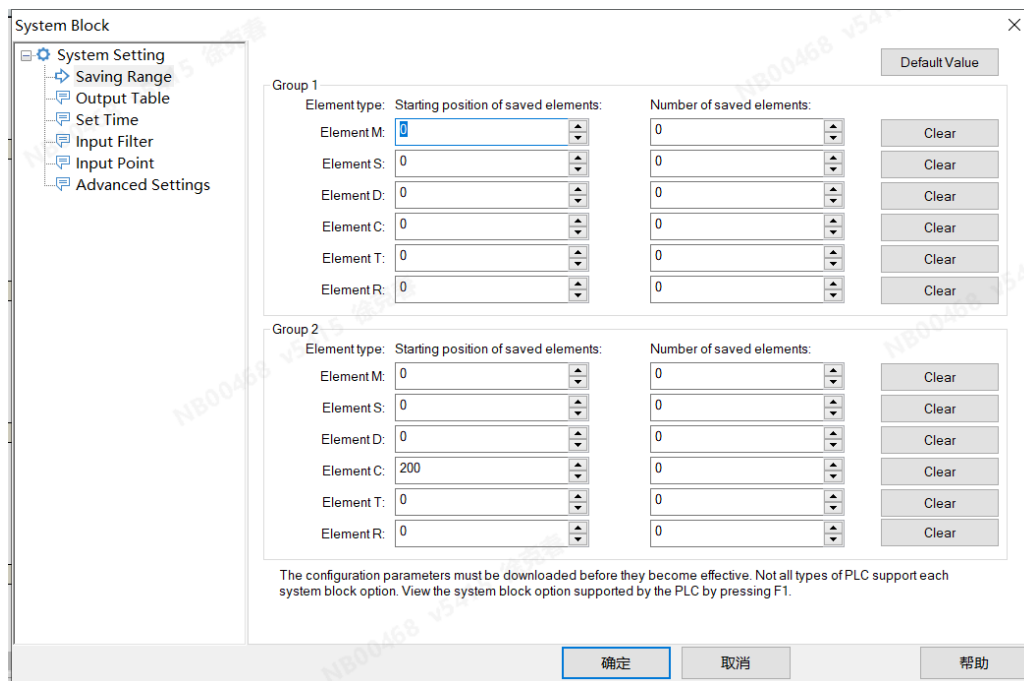 System Block
System Setting
Saving Range
Output Table
Set Time
Input Filter
Input Point
Advanced Settings
Default Value
Group 1
Element type: Starting position of saved elements: Number of saved elements:
Element M: 0 0 Clear
Element S: 0 0 Clear
Element D: 0 0 Clear
Element C: 0 0 Clear
Element T: 0 0 Clear
Element R: 0 0 Clear
Group 2
Element type: Starting position of saved elements: Number of saved elements:
Element M: 0 0 Clear
Element S: 0 0 Clear
Element D: 0 0 Clear
Element C: 200 0 Clear
Element T: 0 0 Clear
Element R: 0 0 Clear
The configuration parameters must be downloaded before they become effective. Not all types of PLC support each
system block option. View the system block option supported by the PLC by pressing F1.
确定 取消 帮助
NB00468 v5415 徐克春